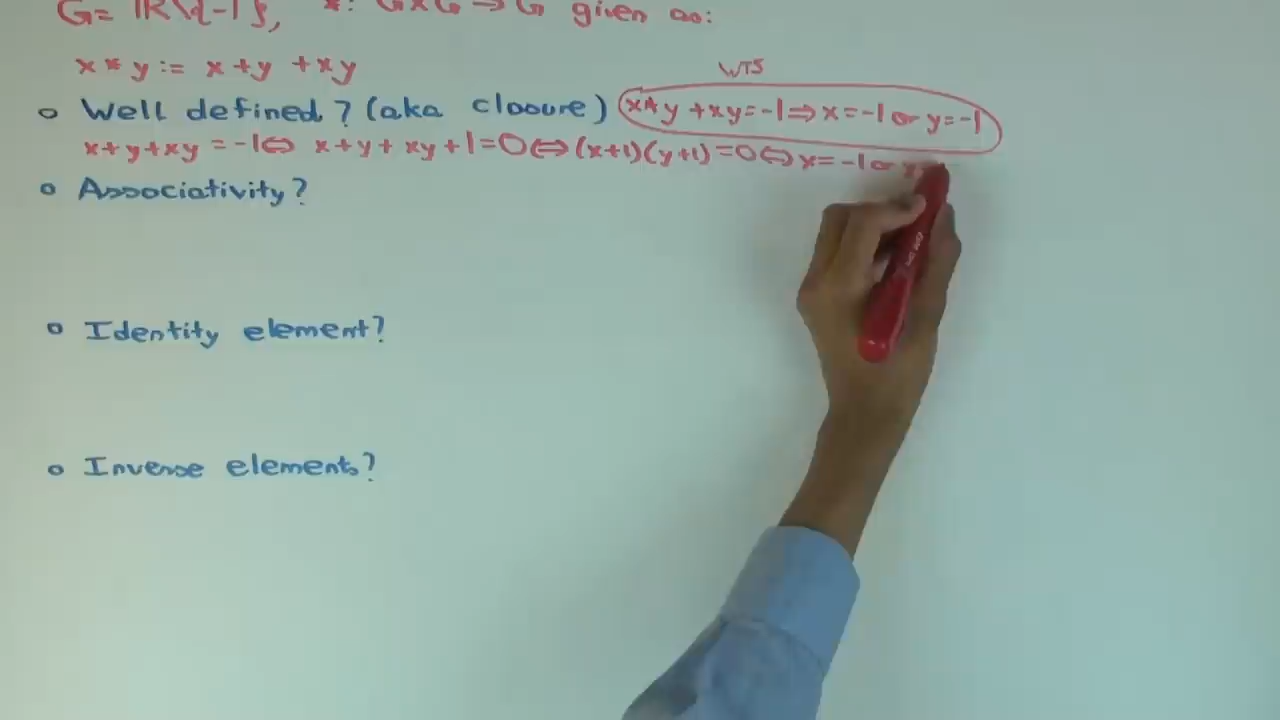 G = ℝ\{-1}, *: G×G→G given as:
x*y := x+y +xy
WTS
o Well defined? (aka closure) x+y +xy=-1⇒x=-1 or y=-1
x+y+xy = -1⇔ x+y+ xy+1=0⇔(x+1)(y+1)=0⇔x=-1 or
o Associativity?
o Identity element?
o Inverse elements?